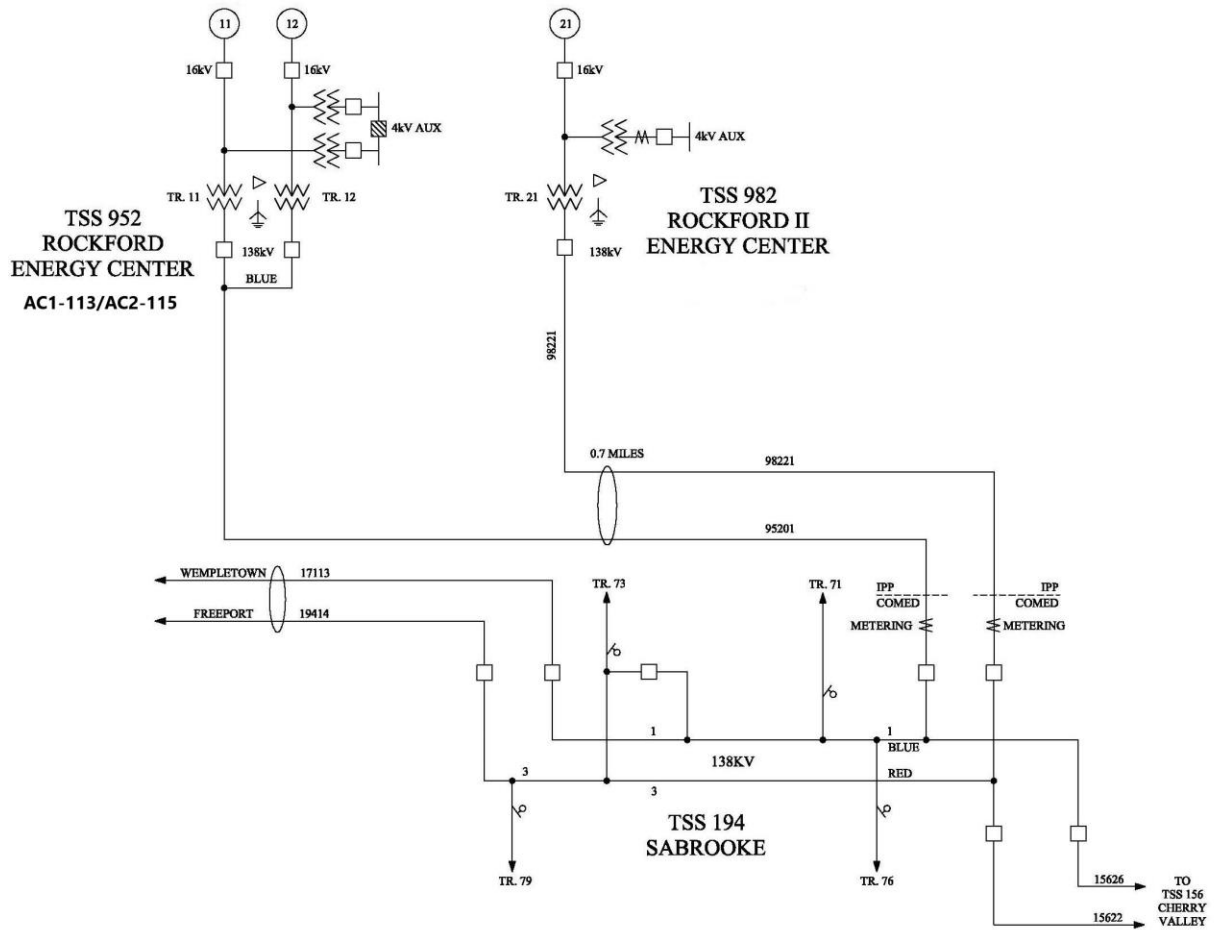 11
12
21
16kV
16kV
16kV
4kV AUX
4kV AUX
TR. 11
TR. 12
TR. 21
TSS 952
ROCKFORD
ENERGY CENTER
AC1-113/AC2-115
138kV
BLUE
TSS 982
ROCKFORD II
ENERGY CENTER
138kV
98221
0.7 MILES
98221
95201
WEMPLETOWN
17113
FREEPORT
19414
TR. 73
TR. 71
IPP
COMED
METERING
IPP
COMED
METERING
1
1
BLUE
138KV
3
3
RED
TSS 194
SABROOKE
TR. 79
TR. 76
15626
15622
TO
TSS 156
CHERRY
VALLEY